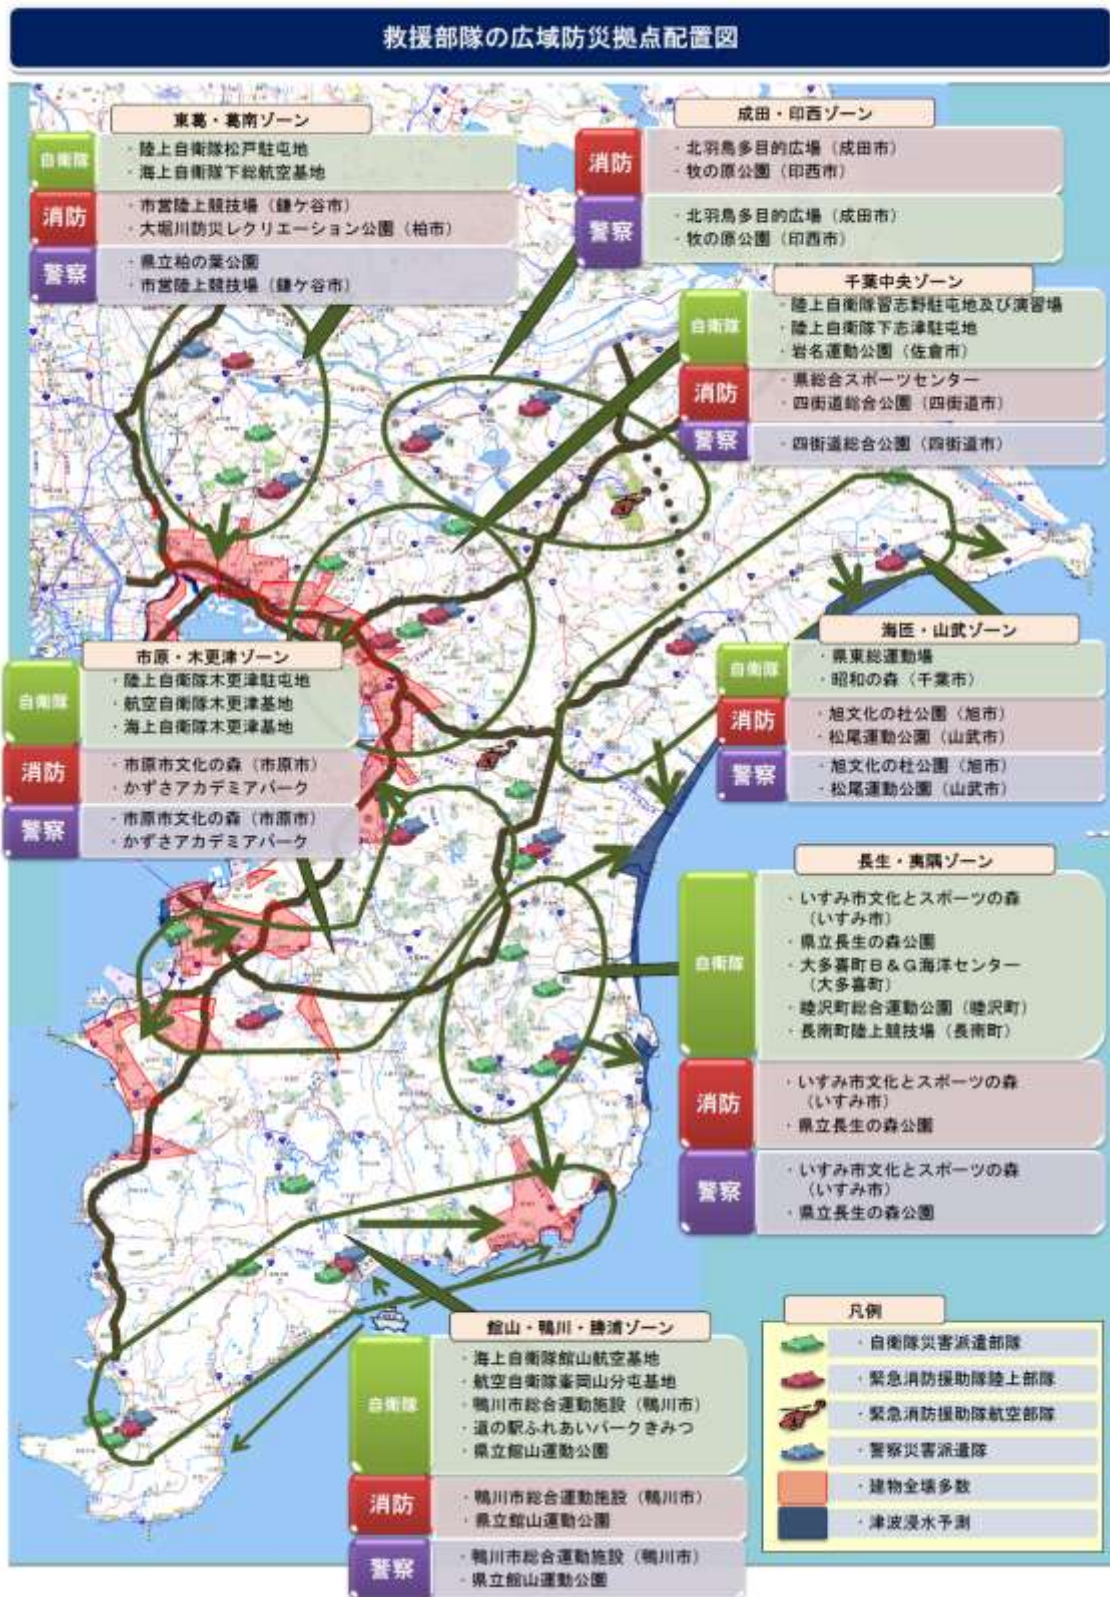 救援部隊の広域防災拠点配置図
東葛・葛南ゾーン
自衛隊
・陸上自衛隊松戸駐屯地
・海上自衛隊下総航空基地
消防
・市営陸上競技場（鎌ケ谷市）
・大堀川防災レクリエーション公園（柏市）
警察
・県立柏の葉公園
・市営陸上競技場（鎌ケ谷市）
成田・印西ゾーン
消防
・北羽鳥多目的広場（成田市）
・牧の原公園（印西市）
警察
・北羽鳥多目的広場（成田市）
・牧の原公園（印西市）
千葉中央ゾーン
自衛隊
・陸上自衛隊習志野駐屯地及び演習場
・陸上自衛隊下志津駐屯地
・岩名運動公園（佐倉市）
消防
・県総合スポーツセンター
・四街道総合公園（四街道市）
警察
・四街道総合公園（四街道市）
市原・木更津ゾーン
自衛隊
・陸上自衛隊木更津駐屯地
・航空自衛隊木更津基地
・海上自衛隊木更津基地
消防
・市原市文化の森（市原市）
・かずさアカデミアパーク
警察
・市原市文化の森（市原市）
・かずさアカデミアパーク
海匝・山武ゾーン
自衛隊
・県東総運動場
・昭和の森（千葉市）
消防
・旭文化の杜公園（旭市）
・松尾運動公園（山武市）
警察
・旭文化の杜公園（旭市）
・松尾運動公園（山武市）
長生・夷隅ゾーン
自衛隊
・いすみ市文化とスポーツの森
（いすみ市）
・県立長生の森公園
・大多喜町Ｂ＆Ｇ海洋センター
（大多喜町）
・睦沢町総合運動公園（睦沢町）
・長南町陸上競技場（長南町）
消防
・いすみ市文化とスポーツの森
（いすみ市）
・県立長生の森公園
警察
・いすみ市文化とスポーツの森
（いすみ市）
・県立長生の森公園
館山・鴨川・勝浦ゾーン
自衛隊
・海上自衛隊館山航空基地
・航空自衛隊峯岡山分屯基地
・鴨川市総合運動施設（鴨川市）
・道の駅ふれあいパークきみつ
・県立館山運動公園
消防
・鴨川市総合運動施設（鴨川市）
・県立館山運動公園
警察
・鴨川市総合運動施設（鴨川市）
・県立館山運動公園
凡例
・自衛隊災害派遣部隊
・緊急消防援助隊陸上部隊
・緊急消防援助隊航空部隊
・警察災害派遣隊
・建物全壊多数
・津波浸水予測